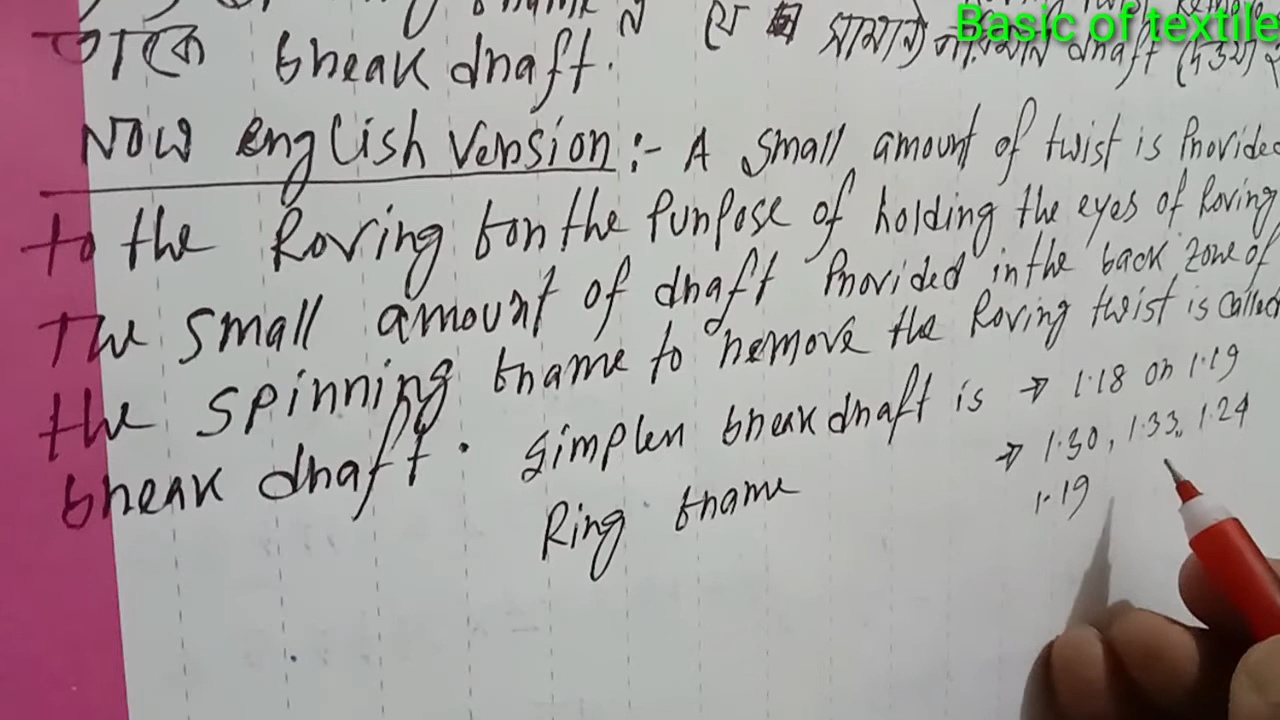 Basic of textile
তাকে break draft.
Now english version :- A small amount of twist is Provided
to the Roving for the Purpose of holding the eyes of Roving
The small amount of draft Provided in the back zone of
the spinning frame to remove the Roving twist is called
break draft. Simplex break draft is → 1.18 or 1.19
Ring frame → 1.30, 1.33, 1.24
1.19